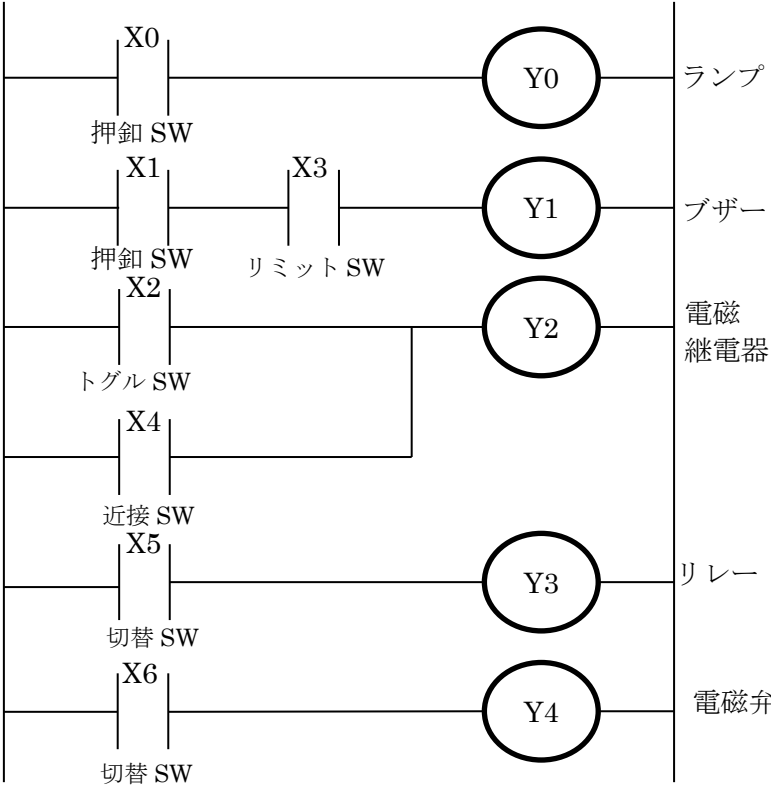 X0
Y0
ランプ
押釦 SW
X1
X3
Y1
ブザー
押釦 SW
リミット SW
X2
Y2
電磁
継電器
トグル SW
X4
近接 SW
X5
Y3
リレー
切替 SW
X6
Y4
電磁弁
切替 SW